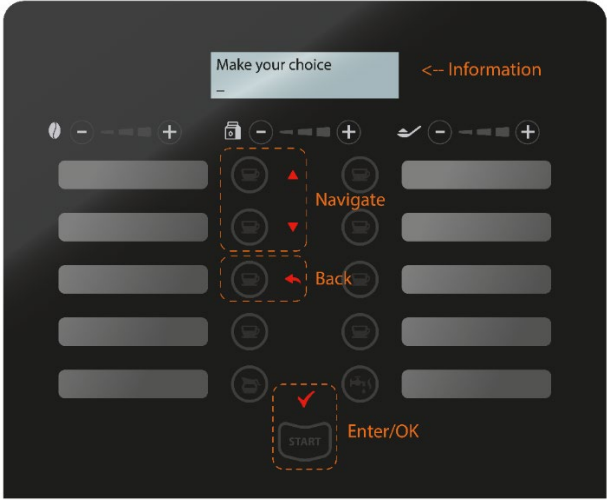 Make your choice
_
<-- Information
Navigate
Back
START
Enter/OK